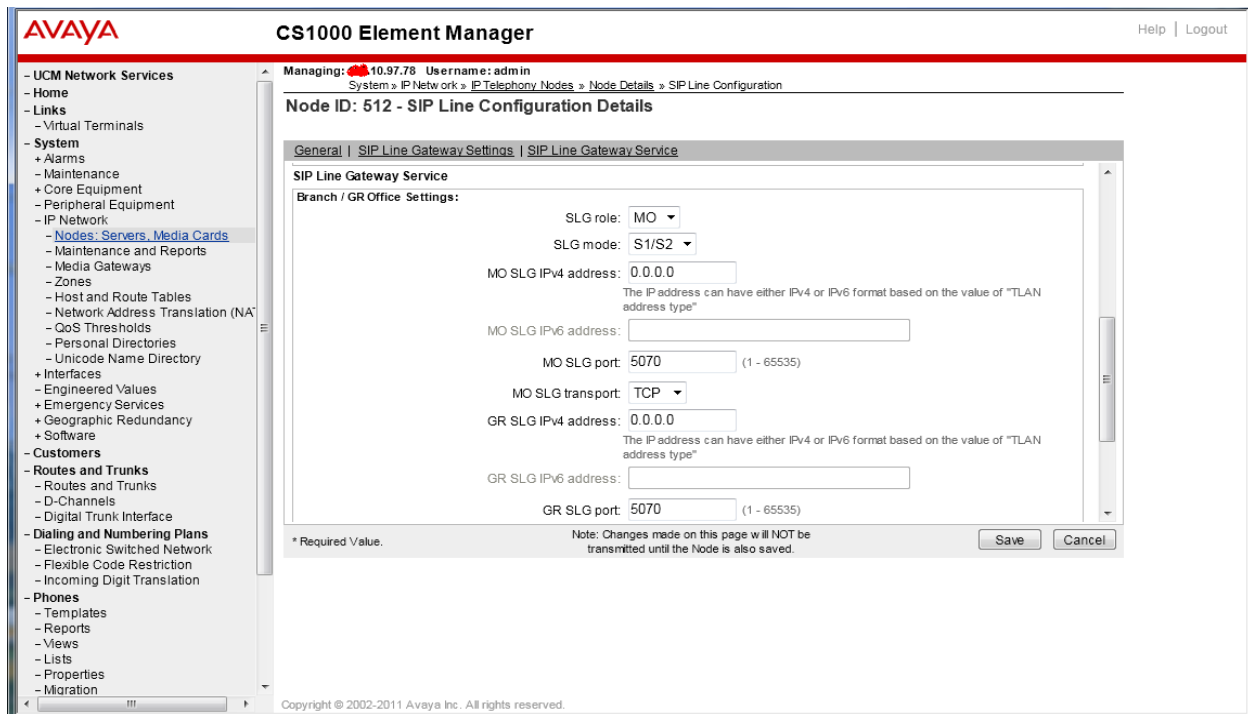 AVAYA
CS1000 Element Manager
Help | Logout
– UCM Network Services
– Home
– Links
– Virtual Terminals
– System
+ Alarms
– Maintenance
+ Core Equipment
– Peripheral Equipment
– IP Network
– Nodes: Servers, Media Cards
– Maintenance and Reports
– Media Gateways
– Zones
– Host and Route Tables
– Network Address Translation (NA
– QoS Thresholds
– Personal Directories
– Unicode Name Directory
+ Interfaces
– Engineered Values
+ Emergency Services
+ Geographic Redundancy
+ Software
– Customers
– Routes and Trunks
– Routes and Trunks
– D-Channels
– Digital Trunk Interface
– Dialing and Numbering Plans
– Electronic Switched Network
– Flexible Code Restriction
– Incoming Digit Translation
– Phones
– Templates
– Reports
– Views
– Lists
– Properties
– Migration
Managing: 10.97.78 Username: admin
System » IP Network » IP Telephony Nodes » Node Details » SIP Line Configuration
Node ID: 512 - SIP Line Configuration Details
General | SIP Line Gateway Settings | SIP Line Gateway Service
SIP Line Gateway Service
Branch / GR Office Settings:
SLG role: MO
SLG mode: S1/S2
MO SLG IPv4 address: 0.0.0.0
The IP address can have either IPv4 or IPv6 format based on the value of "TLAN
address type"
MO SLG IPv6 address:
MO SLG port: 5070 (1 - 65535)
MO SLG transport: TCP
GR SLG IPv4 address: 0.0.0.0
The IP address can have either IPv4 or IPv6 format based on the value of "TLAN
address type"
GR SLG IPv6 address:
GR SLG port: 5070 (1 - 65535)
* Required Value.
Note: Changes made on this page will NOT be
transmitted until the Node is also saved.
Save
Cancel
Copyright © 2002-2011 Avaya Inc. All rights reserved.